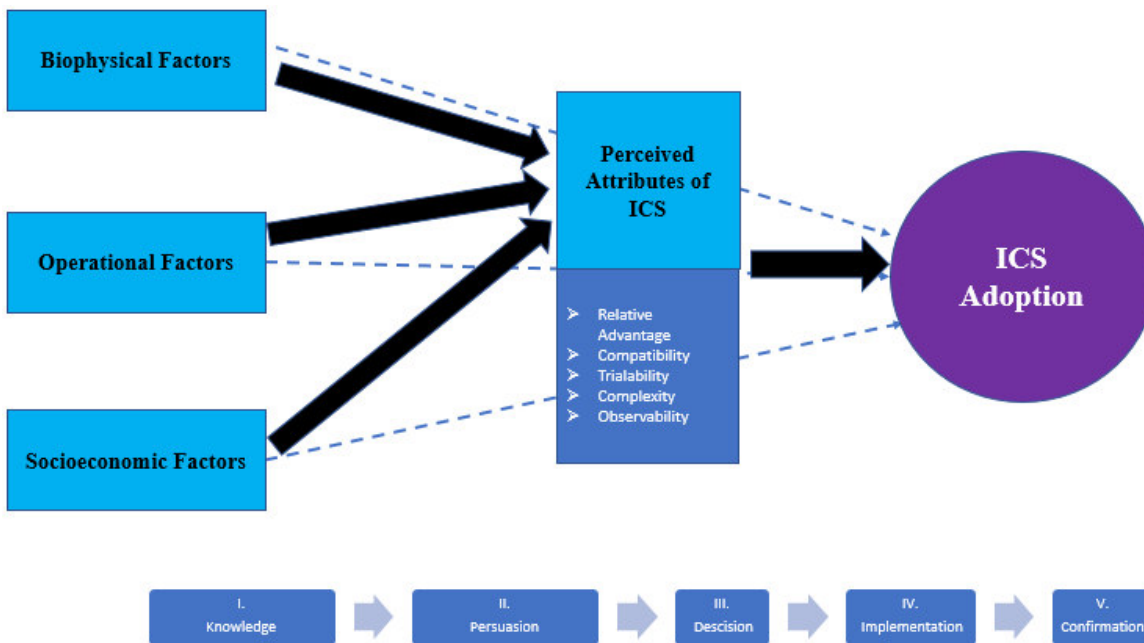 Biophysical Factors
Perceived
Attributes of
ICS
Operational Factors
ICS
Adoption
➢ Relative
Advantage
➢ Compatibility
➢ Trialability
➢ Complexity
➢ Observability
Socioeconomic Factors
I.
Knowledge
II.
Persuasion
III.
Descision
IV.
Implementation
V.
Confirmation